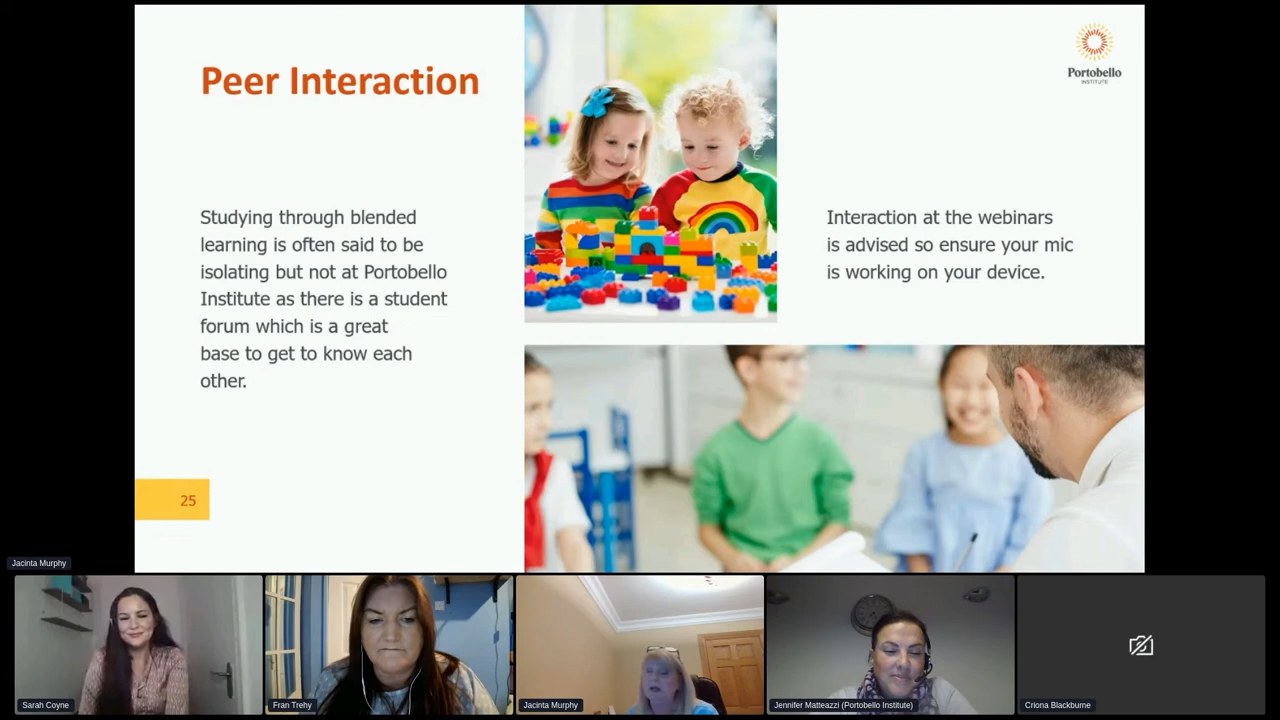 Peer Interaction
Portobello
INSTITUTE
Studying through blended
learning is often said to be
isolating but not at Portobello
Institute as there is a student
forum which is a great
base to get to know each
other.
Interaction at the webinars
is advised so ensure your mic
is working on your device.
25
Jacinta Murphy
Sarah Coyne
Fran Trehy
Jacinta Murphy
Jennifer Matteazzi (Portobello Institute)
Criona Blackburne